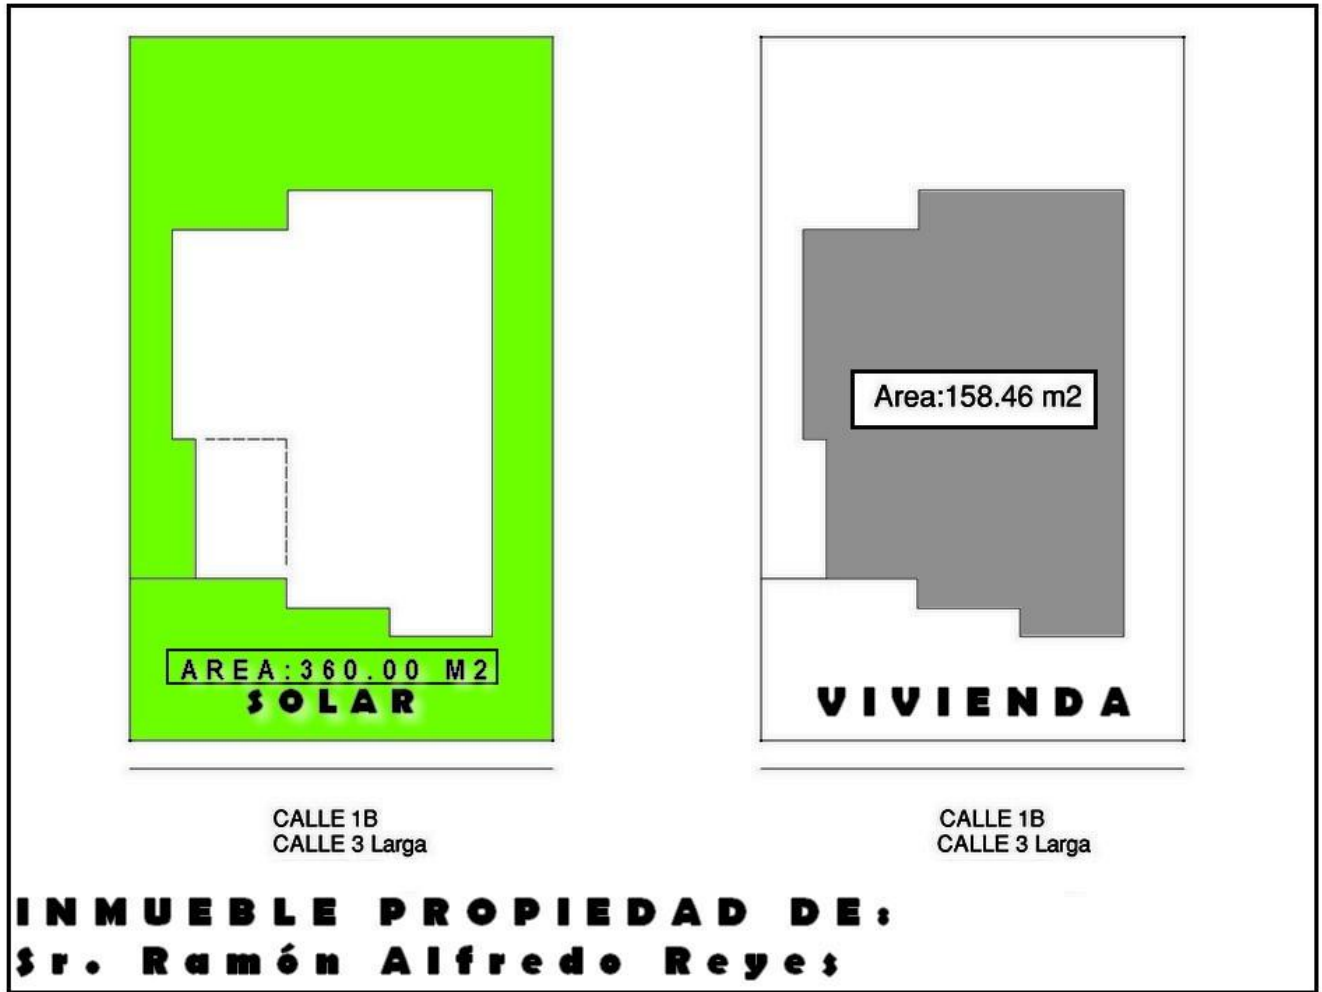 Area:158.46 m2
AREA:360.00 M2
SOLAR
VIVIENDA
CALLE 1B
CALLE 3 Larga
CALLE 1B
CALLE 3 Larga
INMUEBLE PROPIEDAD DE:
Sr. Ramón Alfredo Reyes